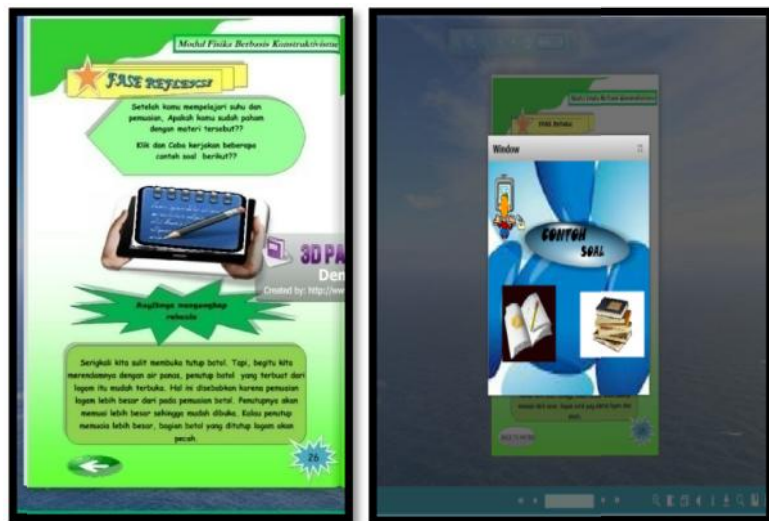 Modul Fisika Berbasis Konstruktivisme
FASE REFLEKSI
Setelah kamu mempelajari suhu dan
pemuaian, Apakah kamu sudah paham
dengan materi tersebut??
Klik dan Coba kerjakan beberapa
contoh soal berikut??
3D PA
Dem
Created by: http://ww
Asyiknya mengungkap
rahasia
Seringkali kita sulit membuka tutup botol. Tapi, begitu kita
merendamnya dengan air panas, penutup botol yang terbuat dari
logam itu mudah terbuka. Hal ini disebabkan karena pemuaian
logam lebih besar dari pada pemuaian botol. Penutupnya akan
memuai lebih besar sehingga mudah dibuka. Kalau penutup
memuaia lebih besar, bagian botol yang ditutup logam akan
pecah.
26
Window
CONTOH
SOAL